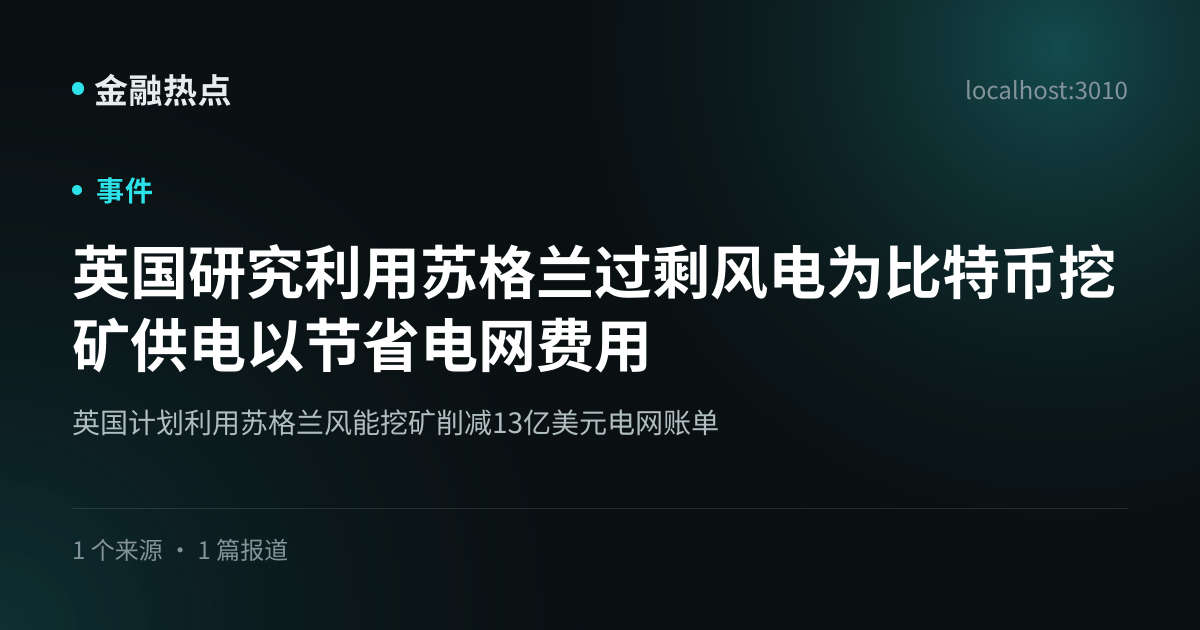 金融热点
localhost:3010
事件
英国研究利用苏格兰过剩风电为比特币挖
矿供电以节省电网费用
英国计划利用苏格兰风能挖矿削减13亿美元电网账单
1 个来源 • 1 篇报道